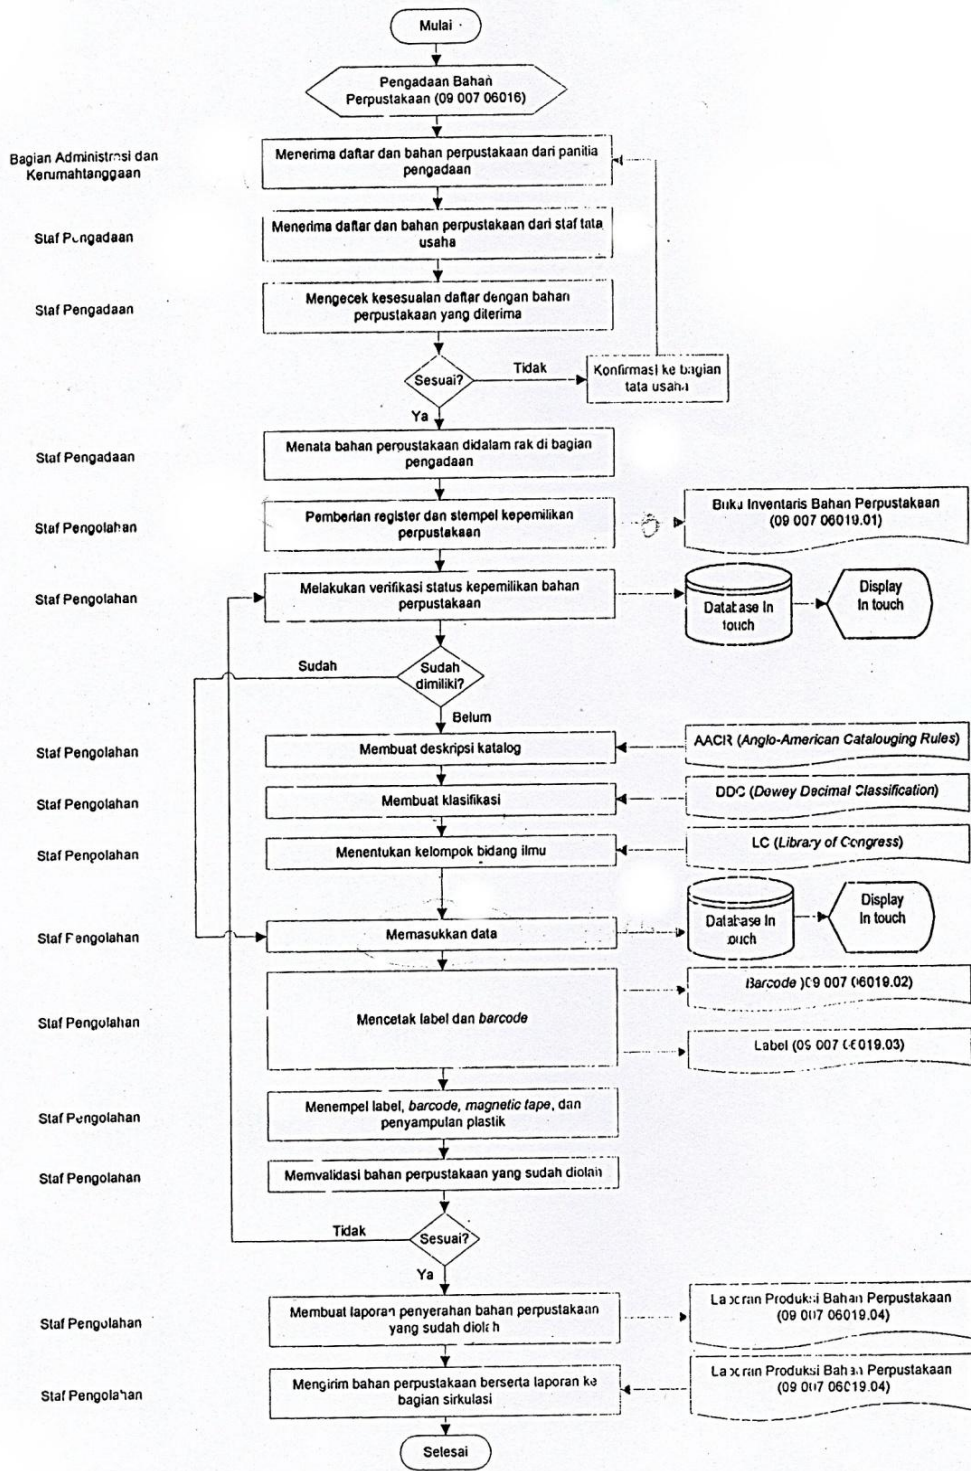 Mulai
Pengadaan Bahan
Perpustakaan (09 007 06016)
Bagian Administrasi dan
Kerumahtanggaan
Menerima daftar dan bahan perpustakaan dari panitia
pengadaan
Staf Pengadaan
Menerima daftar dan bahan perpustakaan dari staf tata
usaha
Staf Pengadaan
Mengecek kesesuaian daftar dengan bahan
perpustakaan yang diterima
Sesuai?
Tidak
Konfirmasi ke bagian
tata usaha
Ya
Staf Pengadaan
Menata bahan perpustakaan didalam rak di bagian
pengadaan
Staf Pengolahan
Pemberian register dan stempel kepemilikan
perpustakaan
Buku Inventaris Bahan Perpustakaan
(09 007 06019.01)
Staf Pengolahan
Melakukan verifikasi status kepemilikan bahan
perpustakaan
Database In
touch
Display
In touch
Sudah
Sudah
dimiliki?
Belum
Staf Pengolahan
Membuat deskripsi katalog
AACR (Anglo-American Catalouging Rules)
Staf Pengolahan
Membuat klasifikasi
DDC (Dewey Decimal Classification)
Staf Pengolahan
Menentukan kelompok bidang ilmu
LC (Library of Congress)
Staf Pengolahan
Memasukkan data
Database In
touch
Display
In touch
Staf Pengolahan
Mencetak label dan barcode
Barcode )09 007 06019.02)
Label (09 007 06019.03)
Staf Pengolahan
Menempel label, barcode, magnetic tape, dan
penyampulan plastik
Staf Pengolahan
Memvalidasi bahan perpustakaan yang sudah diolah
Tidak
Sesuai?
Ya
Staf Pengolahan
Membuat laporan penyerahan bahan perpustakaan
yang sudah diolah
Laporan Produksi Bahan Perpustakaan
(09 007 06019.04)
Staf Pengolahan
Mengirim bahan perpustakaan berserta laporan ke
bagian sirkulasi
Laporan Produksi Bahan Perpustakaan
(09 007 06019.04)
Selesai